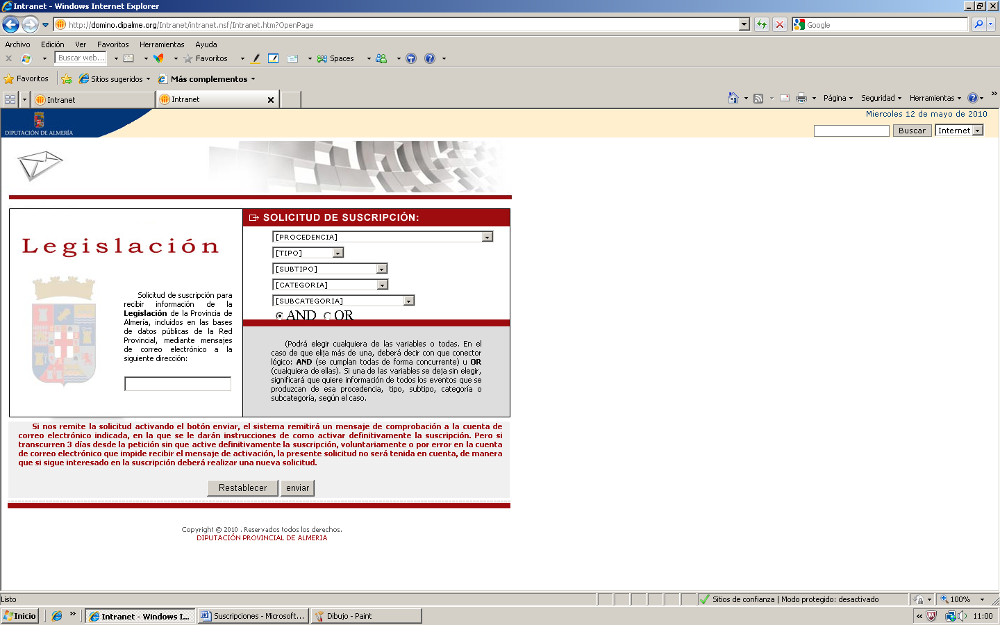 Intranet - Windows Internet Explorer
http://domino.dipalme.org/Intranet/intranet.nsf/Intranet.htm?OpenPage
Google
Archivo Edición Ver Favoritos Herramientas Ayuda
Buscar web... Favoritos Spaces
Favoritos Sitios sugeridos Más complementos
Intranet Intranet Página Seguridad Herramientas
DIPUTACIÓN DE ALMERÍA
Miercoles 12 de mayo de 2010
Buscar Internet
Legislación
Solicitud de suscripción para
recibir información de la
Legislación de la Provincia de
Almería, incluidos en las bases
de datos públicas de la Red
Provincial, mediante mensajes
de correo electrónico a la
siguiente dirección:
SOLICITUD DE SUSCRIPCIÓN:
[PROCEDENCIA]
[TIPO]
[SUBTIPO]
[CATEGORIA]
[SUBCATEGORIA]
AND OR
(Podrá elegir cualquiera de las variables o todas. En el
caso de que elija más de una, deberá decir con que conector
lógico: AND (se cumplan todas de forma concurrente) u OR
(cualquiera de ellas). Si una de las variables se deja sin elegir,
significará que quiere información de todos los eventos que se
produzcan de esa procedencia, tipo, subtipo, categoría o
subcategoría, según el caso.
Si nos remite la solicitud activando el botón enviar, el sistema remitirá un mensaje de comprobación a la cuenta de
correo electrónico indicada, en la que se le darán instrucciones de como activar definitivamente la suscripción. Pero si
transcurren 3 días desde la petición sin que active definitivamente la suscripción, voluntariamente o por error en la cuenta
de correo electrónico que impide recibir el mensaje de activación, la presente solicitud no será tenida en cuenta, de manera
que si sigue interesado en la suscripción deberá realizar una nueva solicitud.
Restablecer enviar
Copyright © 2010 . Reservados todos los derechos.
DIPUTACIÓN PROVINCIAL DE ALMERIA
Listo Sitios de confianza | Modo protegido: desactivado 100%
Inicio Intranet - Windows I... Suscripciones - Microsoft... Dibujo - Paint 11:00